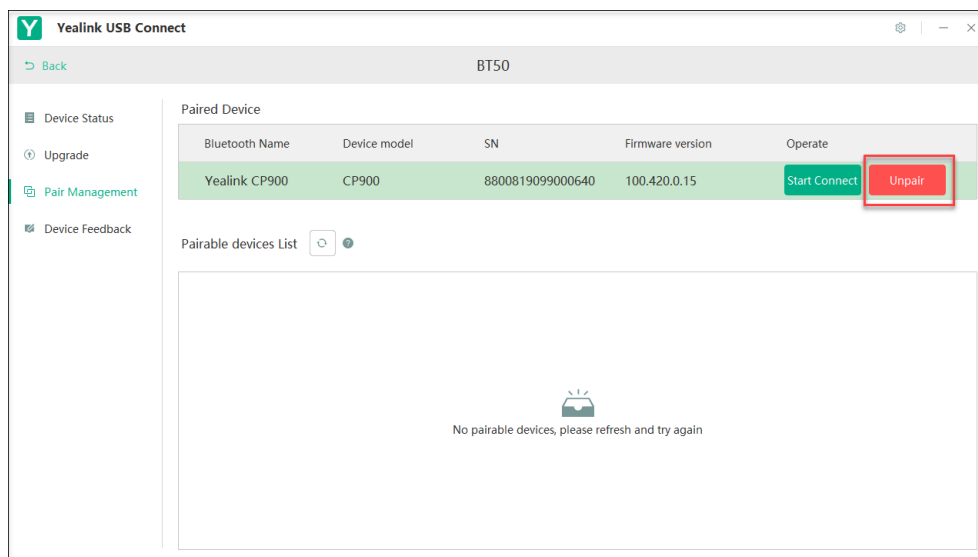 Y Yealink USB Connect
Back
BT50
Device Status
Upgrade
Pair Management
Device Feedback
Paired Device
Bluetooth Name Device model SN Firmware version Operate
Yealink CP900 CP900 8800819099000640 100.420.0.15 Start Connect Unpair
Pairable devices List ?
No pairable devices, please refresh and try again